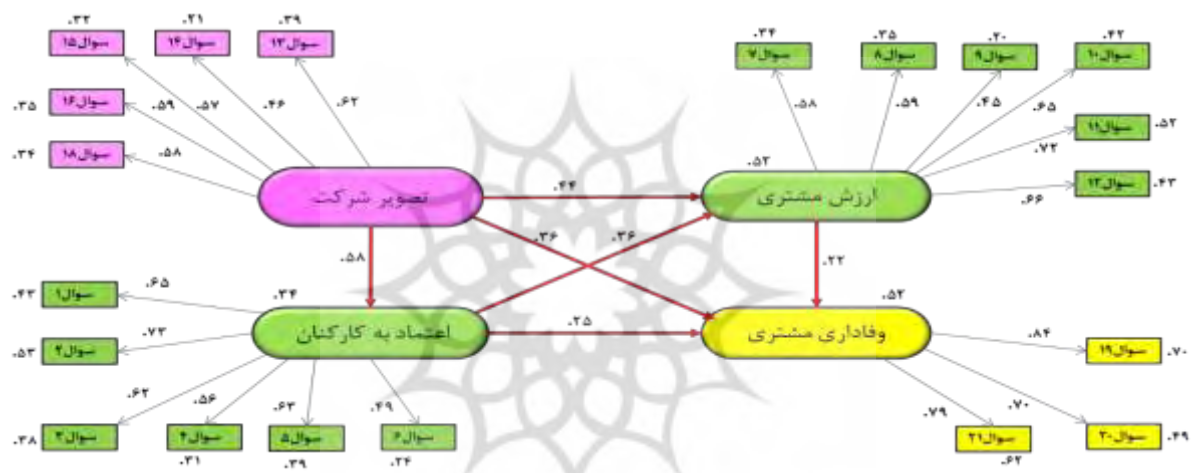 .۳۲ .۲۱ .۳۹
سوال۱۵ سوال۱۴ سوال۱۳
.۳۴ .۳۵ .۲۰ .۴۲
سوال۷ سوال۸ سوال۹ سوال۱۰
.۳۵ سوال۱۶ .۵۹ .۵۷ .۴۶ .۶۲
.۵۸ .۵۹ .۴۵ .۶۵
سوال۱۱ .۵۲
.۷۲
.۳۴ سوال۱۸ .۵۸
.۵۲
سوال۱۲ .۴۳
.۶۶
تصویر شرکت
.۴۴
ارزش مشتری
.۳۶ .۳۶
.۵۸
.۲۲
.۴۳ سوال۱ .۶۵
.۳۴
.۵۲
اعتماد به کارکنان
.۲۵
وفاداری مشتری
.۵۳ سوال۲ .۷۳
.۸۴
سوال۱۹ .۷۰
.۶۲ .۵۶ .۶۳ .۴۹
.۷۹ .۷۰
.۳۸ سوال۳ سوال۴ سوال۵ سوال۶
سوال۲۱ سوال۲۰ .۴۹
.۳۱ .۳۹ .۲۴
.۶۲